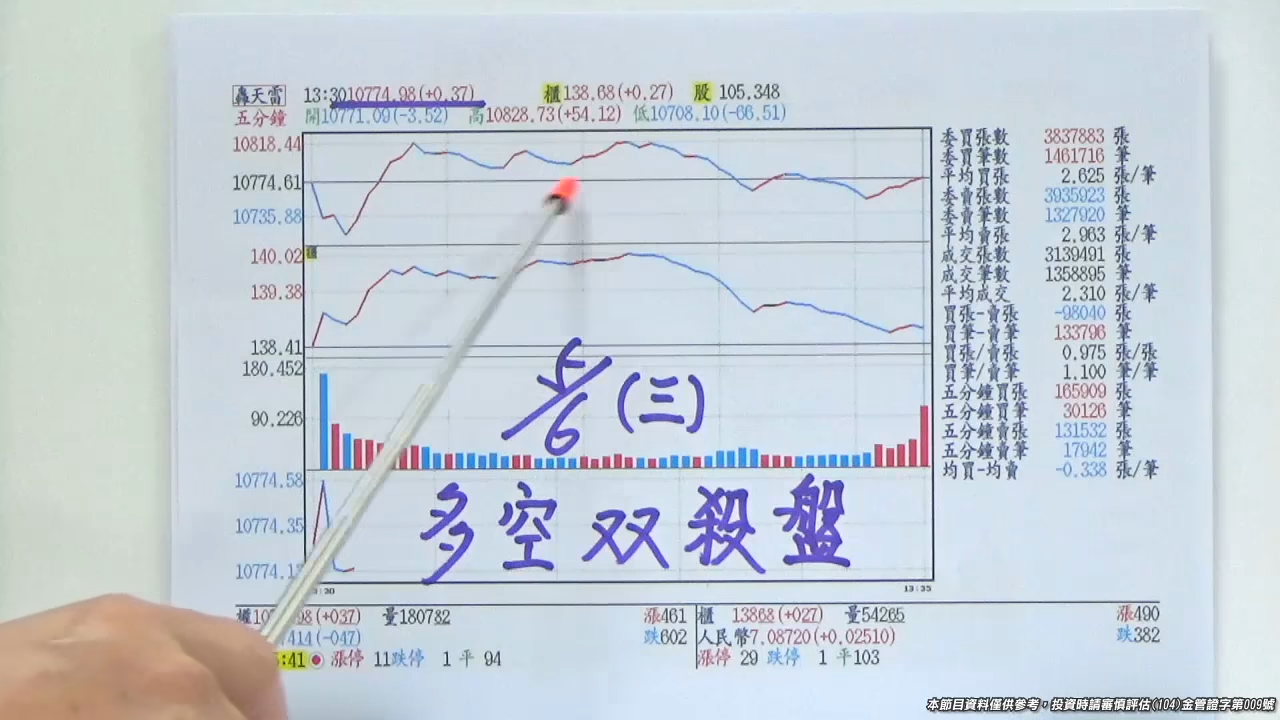 轟天雷 13:30 10774.98(+0.37) 櫃138.68(+0.27) 股 105.348
五分鐘 開10771.09(-3.52) 高10828.73(+54.12) 低10708.10(-66.51)
10818.44
10774.61
10735.88
櫃
140.02
139.38
138.41
180.452
90.226
10774.58
10774.35
委買張數 3837883 張
委買筆數 1461716 筆
平均買張 2.625 張/筆
委賣張數 3935923 張
委賣筆數 1327920 筆
平均賣張 2.963 張/筆
成交張數 3139491 張
成交筆數 1358895 筆
平均成交 2.310 張/筆
買張-賣張 -98040 張
買筆-賣筆 133796 筆
買張/賣張 0.975 張/張
買筆/賣筆 1.100 筆/筆
五分鐘買張 165909 張
五分鐘買筆 30126 筆
五分鐘賣張 131532 張
五分鐘賣筆 17942 筆
均買-均賣 -0.338 張/筆
5/6 (三)
多空双殺盤
13:35
(+037) 量180782 漲461 櫃 13868(+027) 量54265 漲490
7414(-047) 跌602 人民幣7.08720(+0.02510) 跌382
:41 漲停 11跌停 1 平 94 漲停 29 跌停 1 平103
本節目資料僅供參考，投資時請審慎評估(104)金管證字第009號